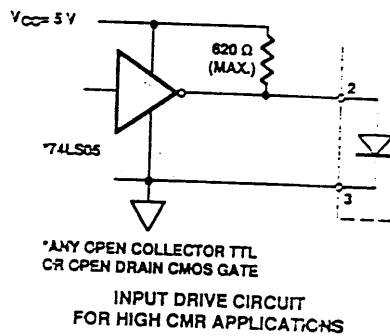 VCC= 5 V
620 Ω
(MAX.)
2
*74LS05
3
*ANY OPEN COLLECTOR TTL
OR OPEN DRAIN CMOS GATE
INPUT DRIVE CIRCUIT
FOR HIGH CMR APPLICATIONS